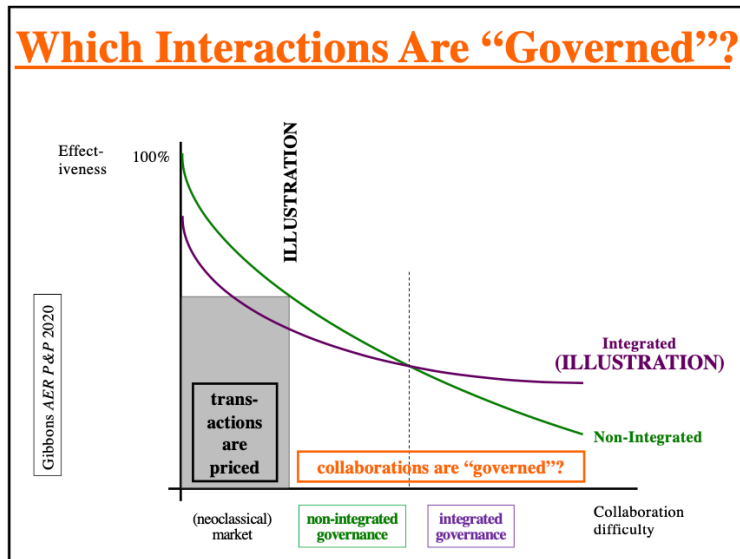 Which Interactions Are “Governed”?
Effect-
iveness
100%
ILLUSTRATION
Gibbons AER P&P 2020
Integrated
(ILLUSTRATION)
Non-Integrated
trans-
actions
are
priced
collaborations are “governed”?
(neoclassical)
market
non-integrated
governance
integrated
governance
Collaboration
difficulty